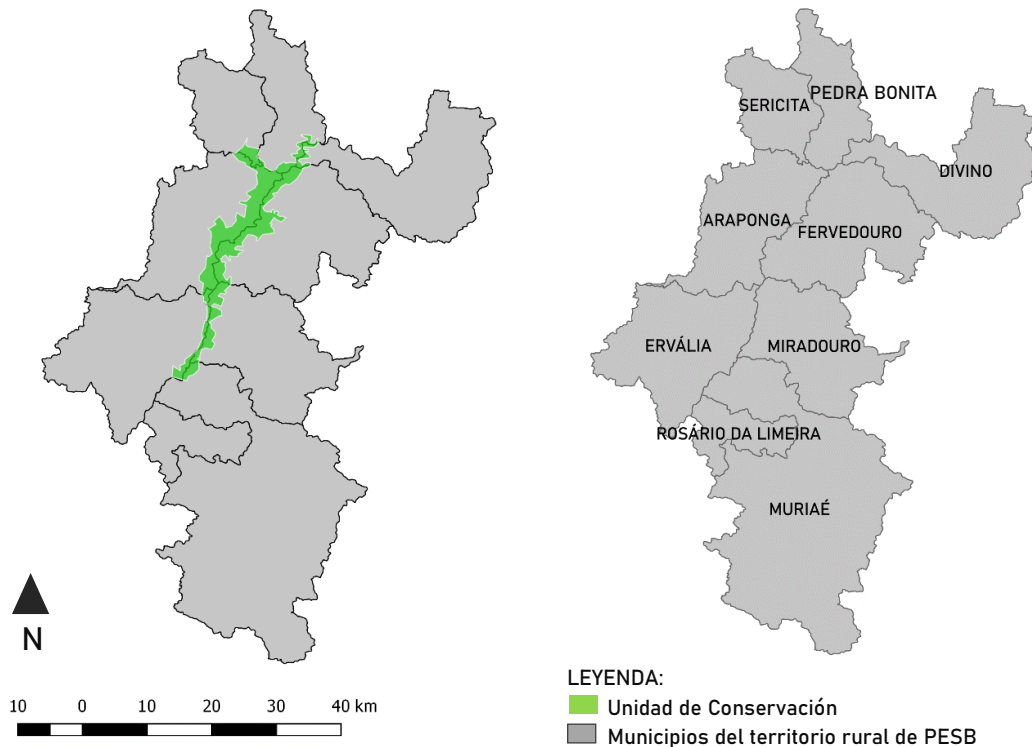 PEDRA BONITA
SERICITA
DIVINO
ARAPONGA
FERVEDOURO
ERVÁLIA
MIRADOURO
ROSÁRIO DA LIMEIRA
MURIAÉ
N
10 0 10 20 30 40 km
LEYENDA:
Unidad de Conservación
Municipios del territorio rural de PESB